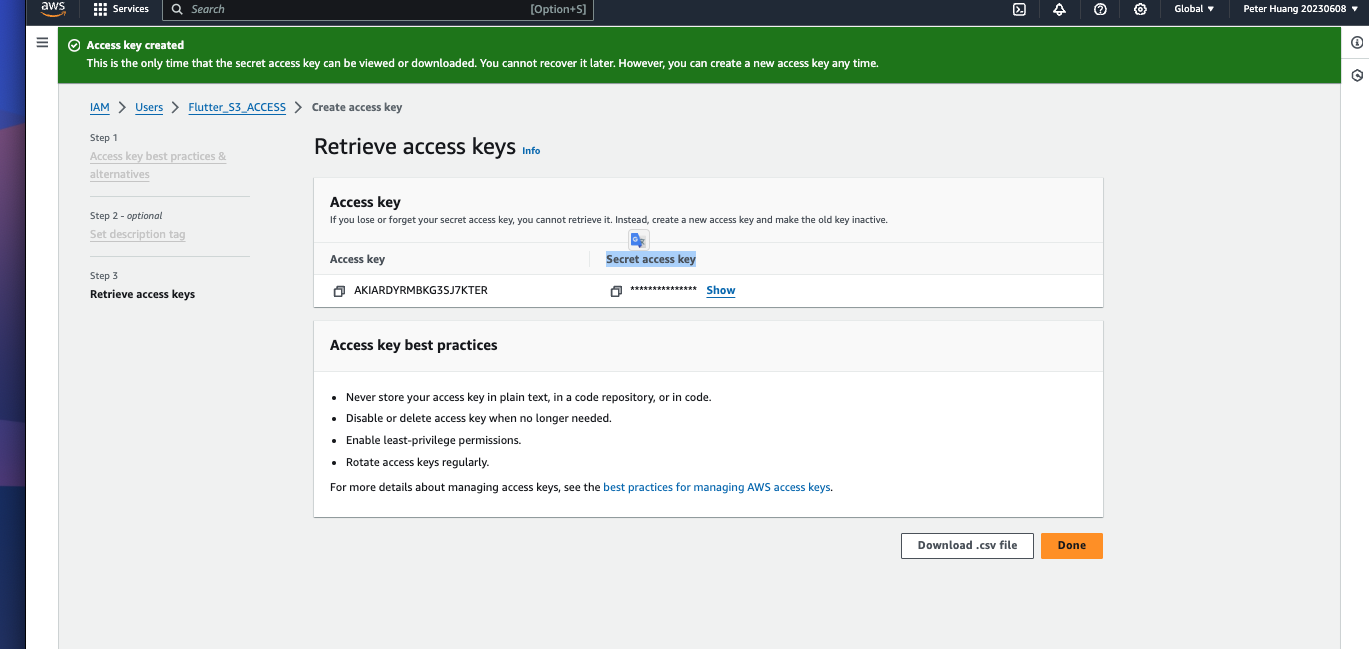 aws
Services
Search
[Option+S]
Global
Peter Huang 20230608
Access key created
This is the only time that the secret access key can be viewed or downloaded. You cannot recover it later. However, you can create a new access key any time.
IAM > Users > Flutter_S3_ACCESS > Create access key
Step 1
Access key best practices &
alternatives
Step 2 - optional
Set description tag
Step 3
Retrieve access keys
Retrieve access keys Info
Access key
If you lose or forget your secret access key, you cannot retrieve it. Instead, create a new access key and make the old key inactive.
Access key
Secret access key
AKIARDYRMBKG3SJ7KTER
*************** Show
Access key best practices
• Never store your access key in plain text, in a code repository, or in code.
• Disable or delete access key when no longer needed.
• Enable least-privilege permissions.
• Rotate access keys regularly.
For more details about managing access keys, see the best practices for managing AWS access keys.
Download .csv file
Done